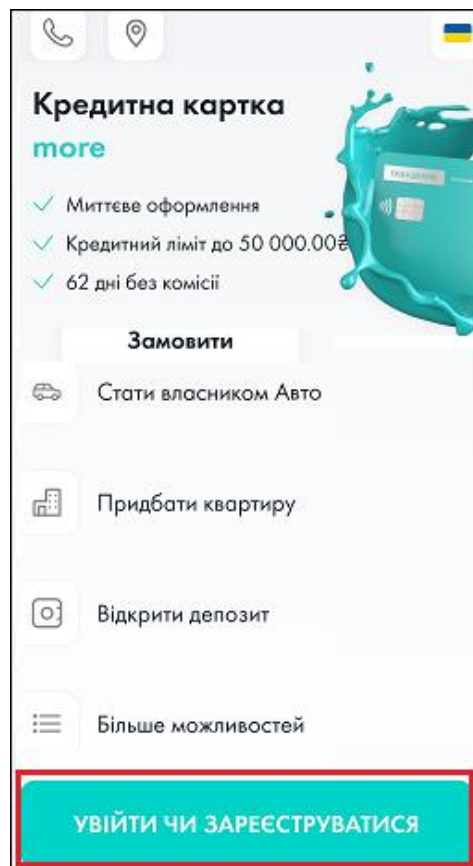 Кредитна картка
more
Миттєве оформлення
Кредитний ліміт до 50 000.00₴
62 дні без комісії
Замовити
Стати власником Авто
Придбати квартиру
Відкрити депозит
Більше можливостей
УВІЙТИ ЧИ ЗАРЕЄСТРУВАТИСЯ